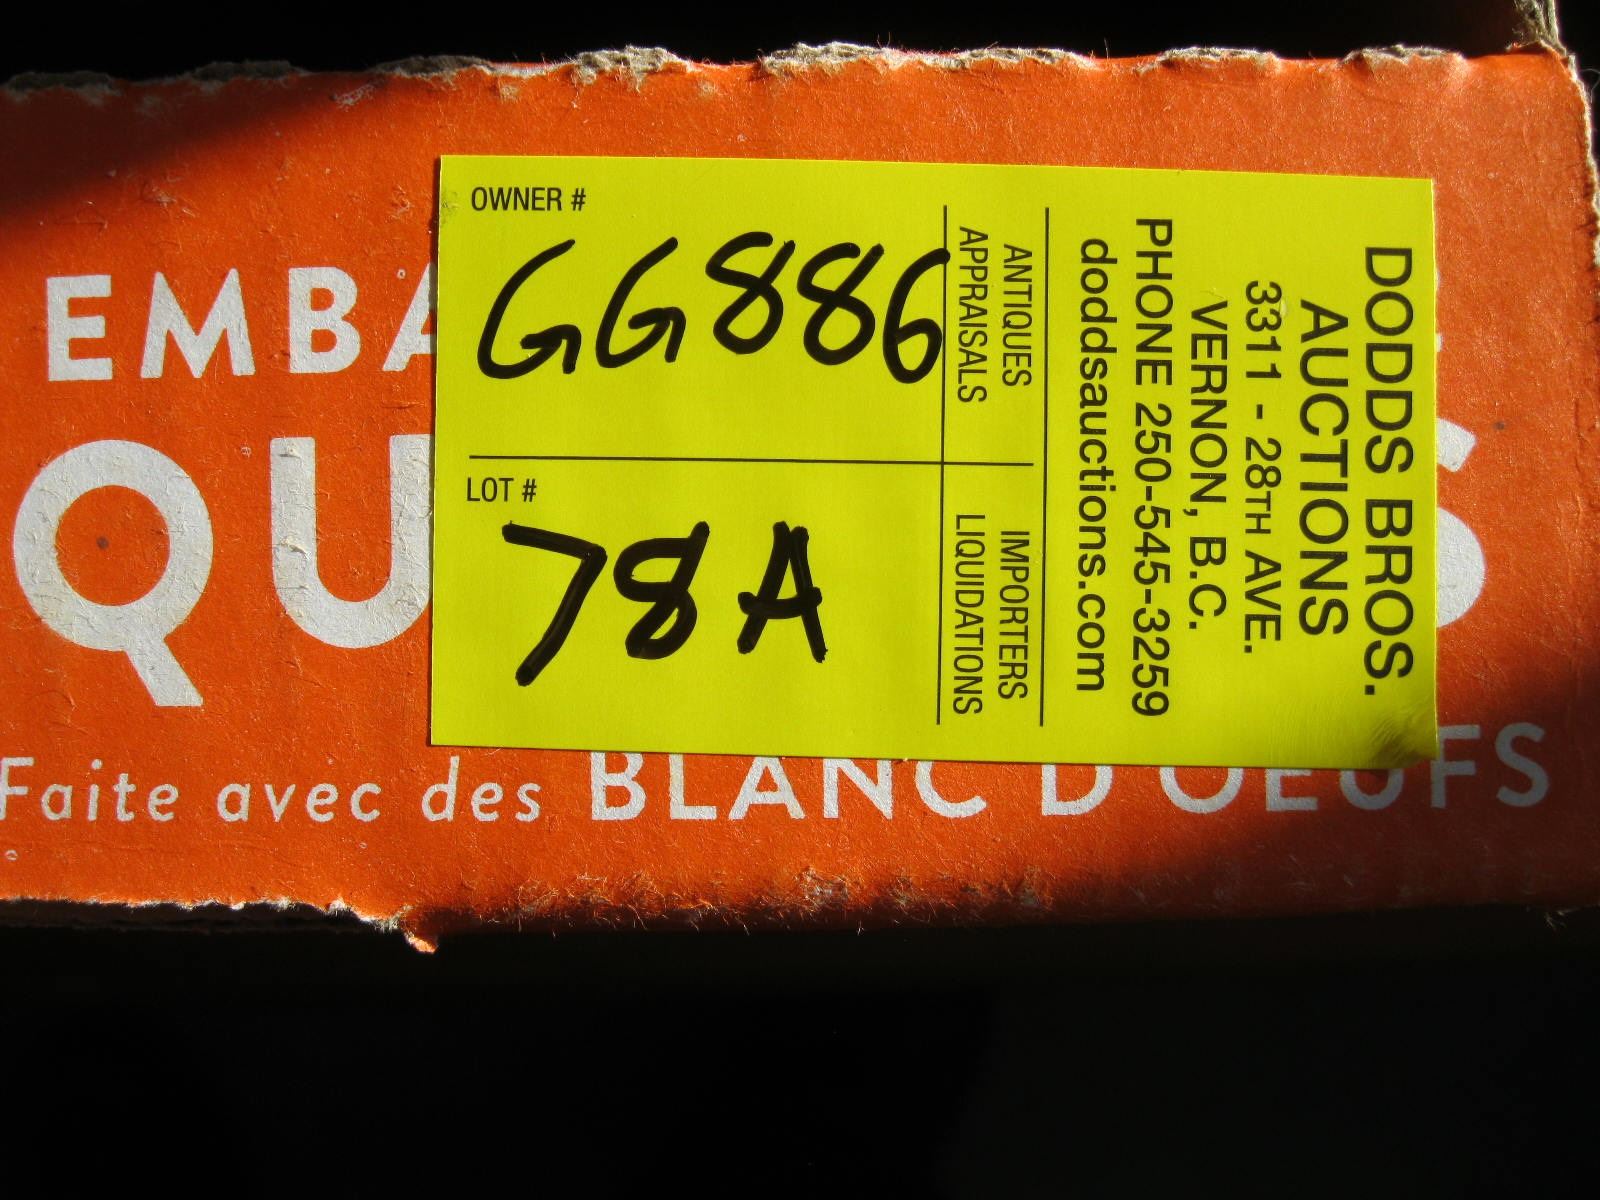 OWNER #
GG886
LOT #
78A
ANTIQUES
APPRAISALS
IMPORTERS
LIQUIDATIONS
DODDS BROS.
AUCTIONS
3311 - 28TH AVE.
VERNON, B.C.
PHONE 250-545-3259
doddsauctions.com
EMBA
QU S
Faite avec des BLANC D'OEUFS